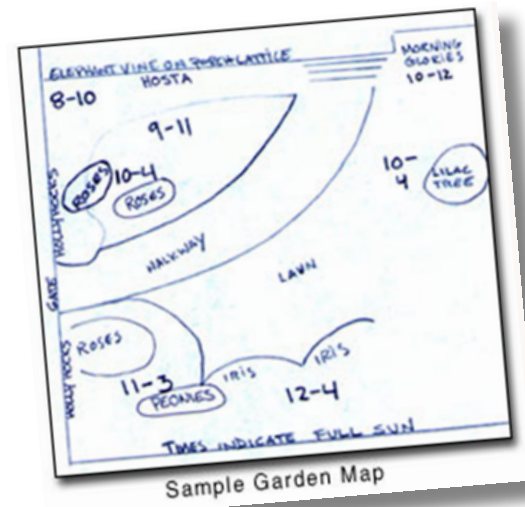 ELEPHANT VINE ON PORCH LATTICE
HOSTA
MORNING
GLORIES
10-12
8-10
9-11
10-
4
LILAC
TREE
ROSES
10-4
ROSES
HOLLYHOCKS
WALKWAY
LAWN
GATE
ROSES
HOLLYHOCKS
11-3
PEONIES
IRIS
IRIS
12-4
TIMES INDICATE FULL SUN
Sample Garden Map